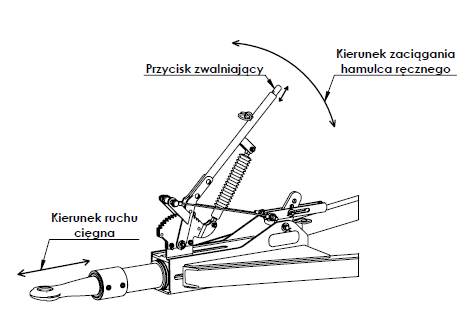 Kierunek zaciągania
hamulca ręcznego
Przycisk zwalniający
Kierunek ruchu
cięgna